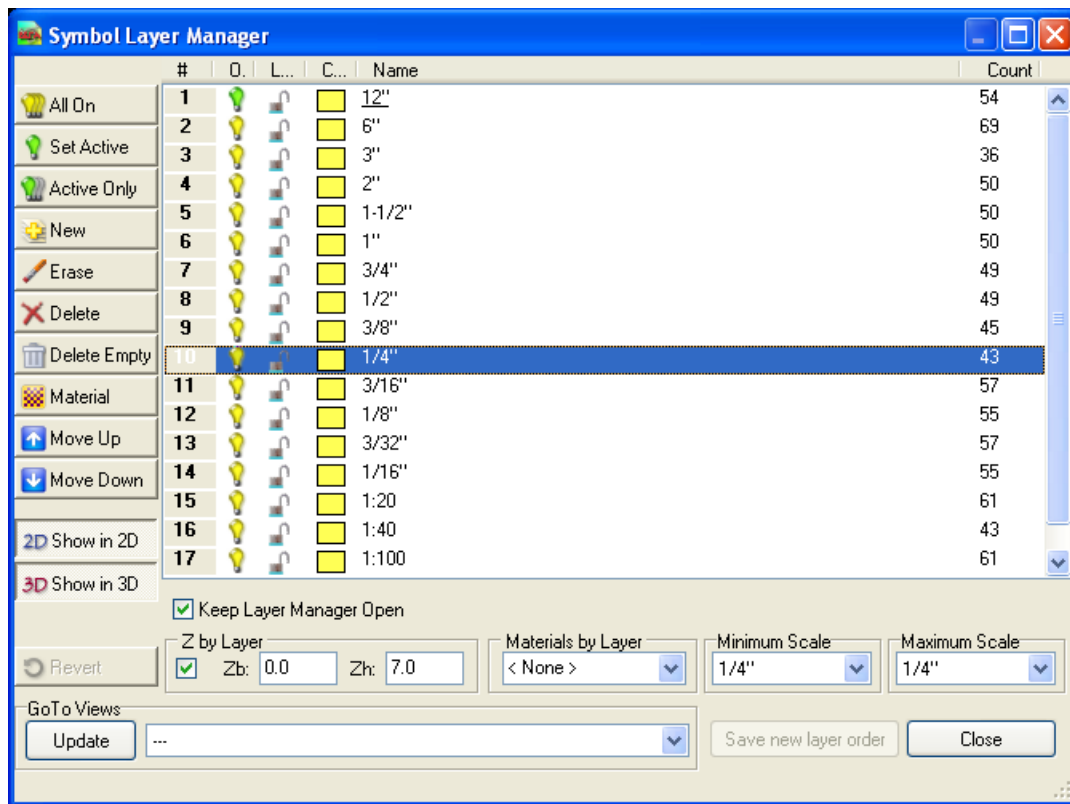 Symbol Layer Manager
# O. L... C... Name Count
All On
Set Active
Active Only
New
Erase
Delete
Delete Empty
Material
Move Up
Move Down
2D Show in 2D
3D Show in 3D
Revert
1 12" 54
2 6" 69
3 3" 36
4 2" 50
5 1-1/2" 50
6 1" 50
7 3/4" 49
8 1/2" 49
9 3/8" 45
10 1/4" 43
11 3/16" 57
12 1/8" 55
13 3/32" 57
14 1/16" 55
15 1:20 61
16 1:40 43
17 1:100 61
Keep Layer Manager Open
Z by Layer
Zb: 0.0 Zh: 7.0
Materials by Layer
< None >
Minimum Scale
1/4"
Maximum Scale
1/4"
GoTo Views
Update ---
Save new layer order
Close